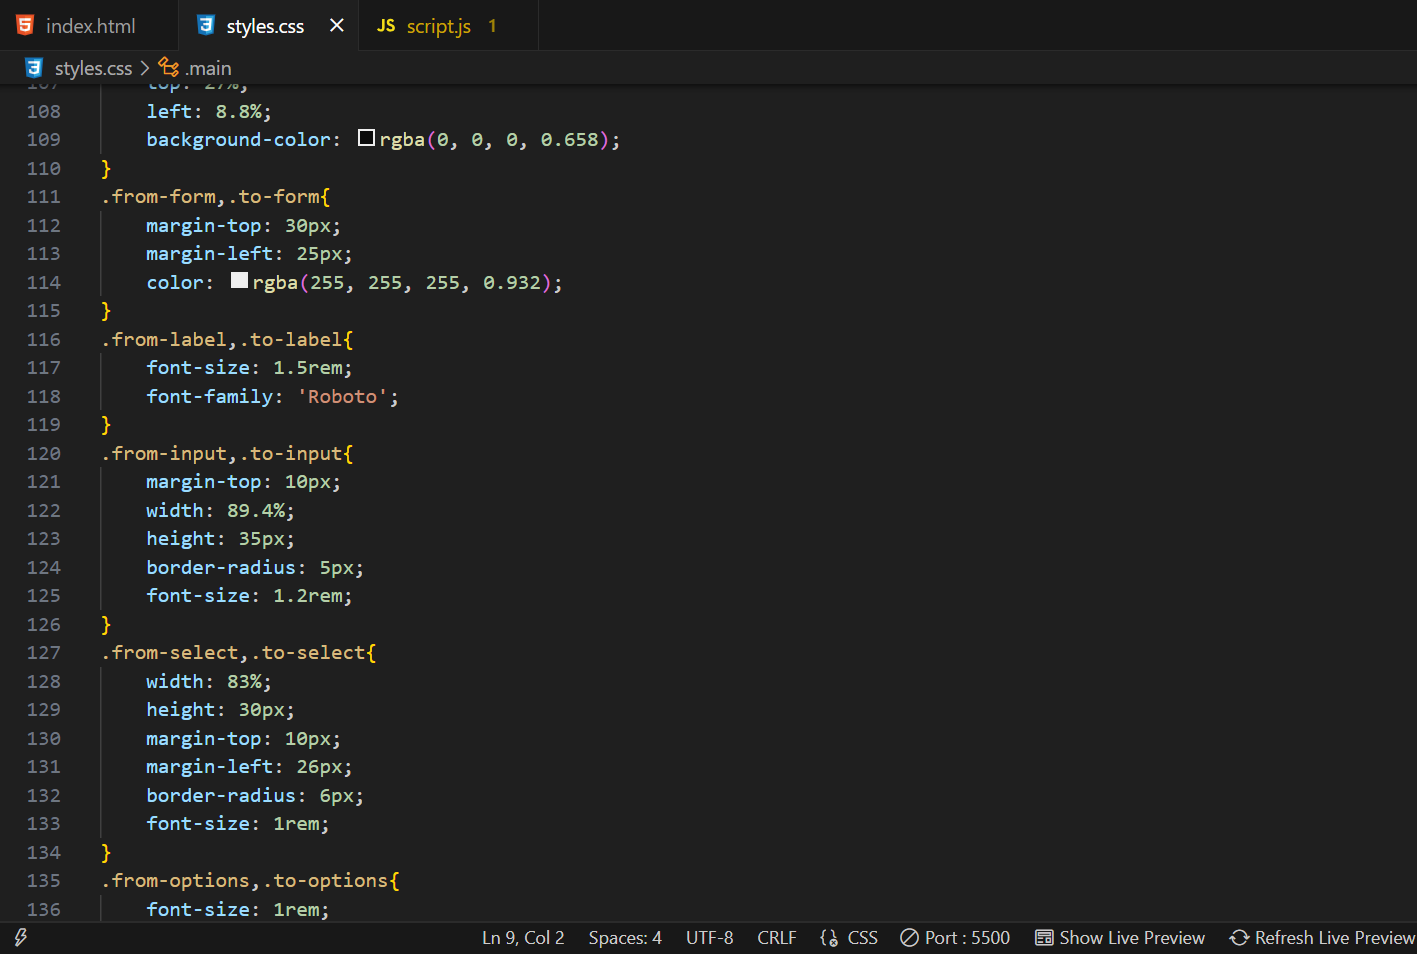 index.html
styles.css
JS script.js 1
styles.css > .main
107 top: 27%;
108 left: 8.8%;
109 background-color: rgba(0, 0, 0, 0.658);
110 }
111 .from-form,.to-form{
112 margin-top: 30px;
113 margin-left: 25px;
114 color: rgba(255, 255, 255, 0.932);
115 }
116 .from-label,.to-label{
117 font-size: 1.5rem;
118 font-family: 'Roboto';
119 }
120 .from-input,.to-input{
121 margin-top: 10px;
122 width: 89.4%;
123 height: 35px;
124 border-radius: 5px;
125 font-size: 1.2rem;
126 }
127 .from-select,.to-select{
128 width: 83%;
129 height: 30px;
130 margin-top: 10px;
131 margin-left: 26px;
132 border-radius: 6px;
133 font-size: 1rem;
134 }
135 .from-options,.to-options{
136 font-size: 1rem;
Ln 9, Col 2 Spaces: 4 UTF-8 CRLF CSS Port : 5500 Show Live Preview Refresh Live Preview